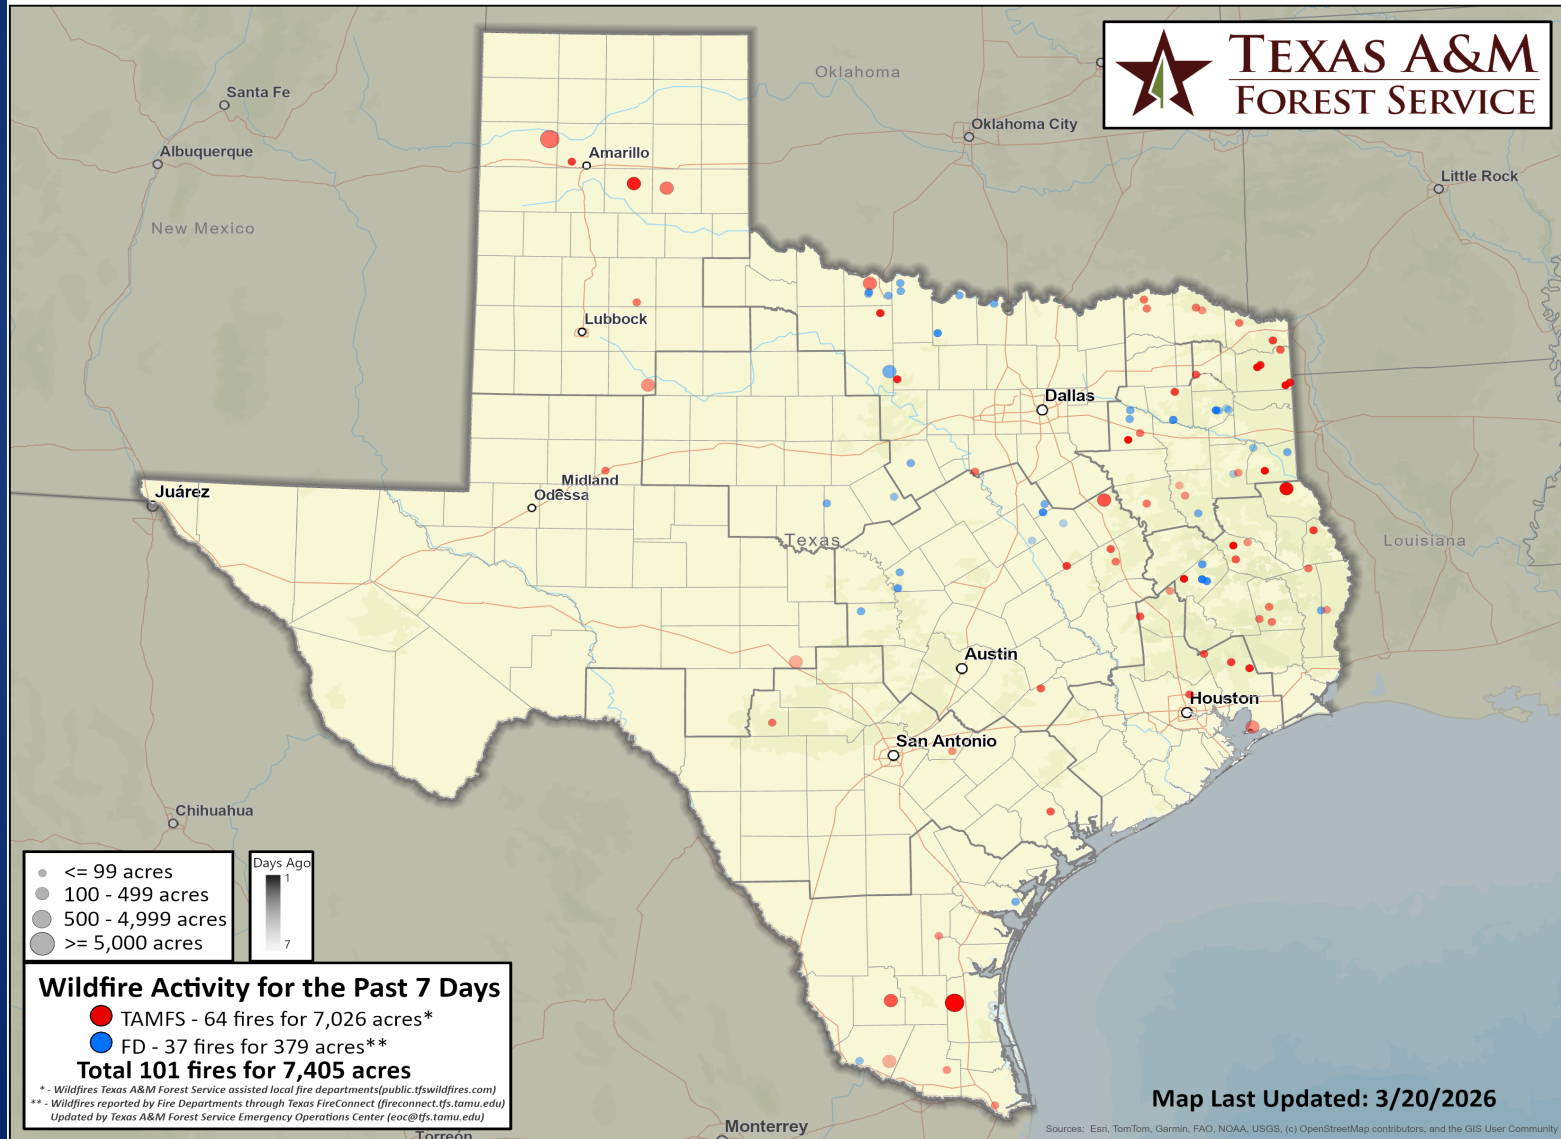 TEXAS A&M
FOREST SERVICE
Oklahoma
Santa Fe
Oklahoma City
Albuquerque
Amarillo
Little Rock
New Mexico
Lubbock
Dallas
Midland
Odessa
Juárez
Texas
Louisiana
Austin
Houston
San Antonio
Chihuahua
<= 99 acres
100 - 499 acres
500 - 4,999 acres
>= 5,000 acres
Days Ago
1
7
Wildfire Activity for the Past 7 Days
TAMFS - 64 fires for 7,026 acres*
FD - 37 fires for 379 acres**
Total 101 fires for 7,405 acres
* - Wildfires Texas A&M Forest Service assisted local fire departments(public.tfswildfires.com)
** - Wildfires reported by Fire Departments through Texas FireConnect (fireconnect.tfs.tamu.edu)
Updated by Texas A&M Forest Service Emergency Operations Center (eoc@tfs.tamu.edu)
Map Last Updated: 3/20/2026
Monterrey
Torreón
Sources: Esri, TomTom, Garmin, FAO, NOAA, USGS, (c) OpenStreetMap contributors, and the GIS User Community